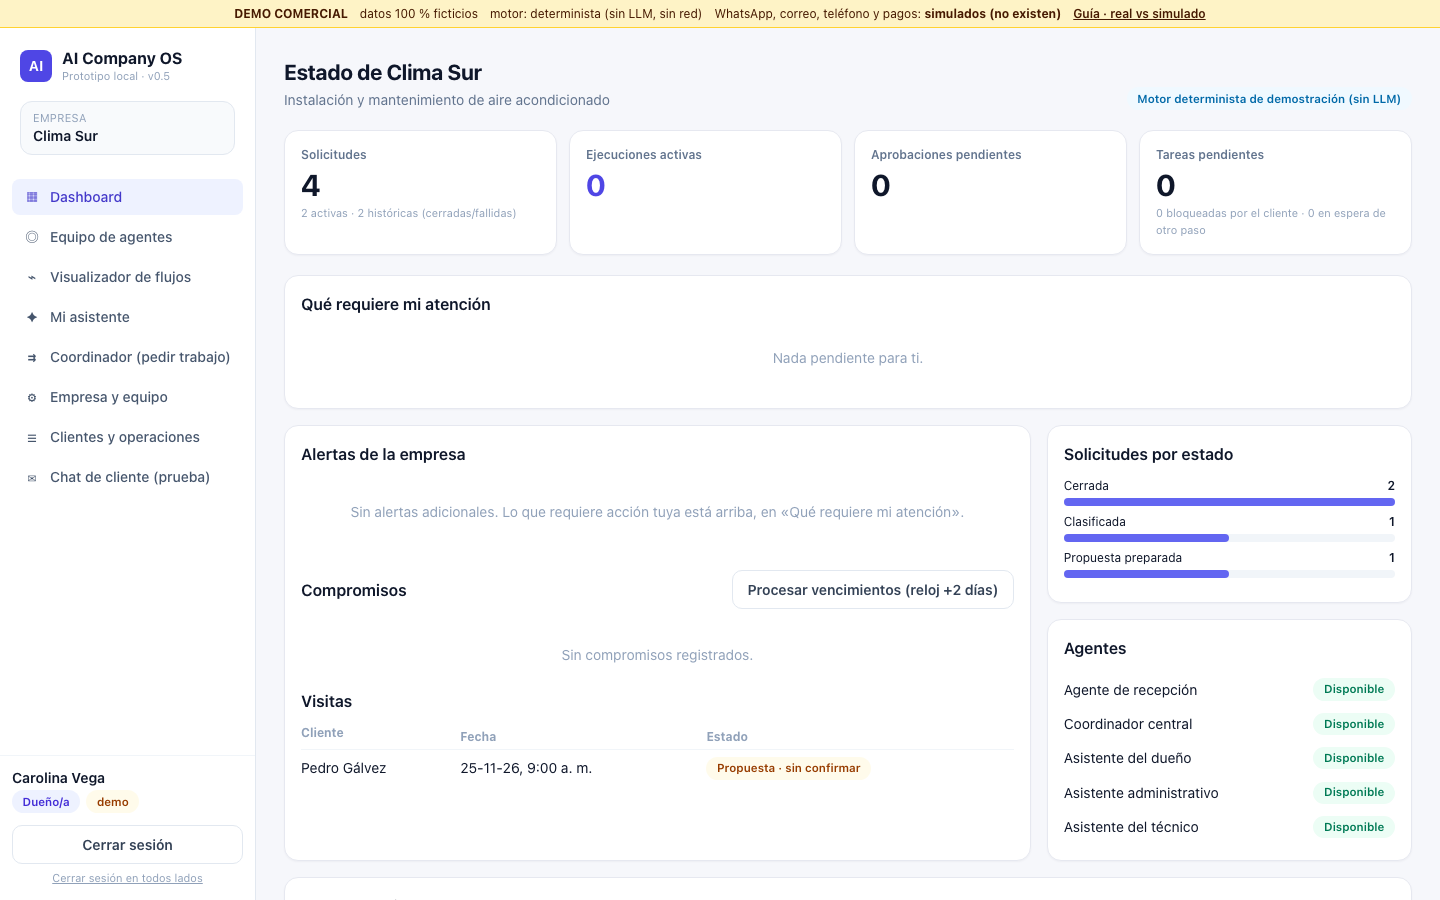 DEMO COMERCIAL datos 100 % ficticios motor: determinista (sin LLM, sin red) WhatsApp, correo, teléfono y pagos: simulados (no existen) Guía · real vs simulado
AI
AI Company OS
Prototipo local · v0.5
EMPRESA
Clima Sur
Dashboard
Equipo de agentes
Visualizador de flujos
Mi asistente
Coordinador (pedir trabajo)
Empresa y equipo
Clientes y operaciones
Chat de cliente (prueba)
Carolina Vega
Dueño/a demo
Cerrar sesión
Cerrar sesión en todos lados
Estado de Clima Sur
Instalación y mantenimiento de aire acondicionado
Motor determinista de demostración (sin LLM)
Solicitudes
4
2 activas · 2 históricas (cerradas/fallidas)
Ejecuciones activas
0
Aprobaciones pendientes
0
Tareas pendientes
0
0 bloqueadas por el cliente · 0 en espera de
otro paso
Qué requiere mi atención
Nada pendiente para ti.
Alertas de la empresa
Sin alertas adicionales. Lo que requiere acción tuya está arriba, en «Qué requiere mi atención».
Compromisos
Procesar vencimientos (reloj +2 días)
Sin compromisos registrados.
Visitas
Cliente Fecha Estado
Pedro Gálvez 25-11-26, 9:00 a. m. Propuesta · sin confirmar
Solicitudes por estado
Cerrada 2
Clasificada 1
Propuesta preparada 1
Agentes
Agente de recepción Disponible
Coordinador central Disponible
Asistente del dueño Disponible
Asistente administrativo Disponible
Asistente del técnico Disponible